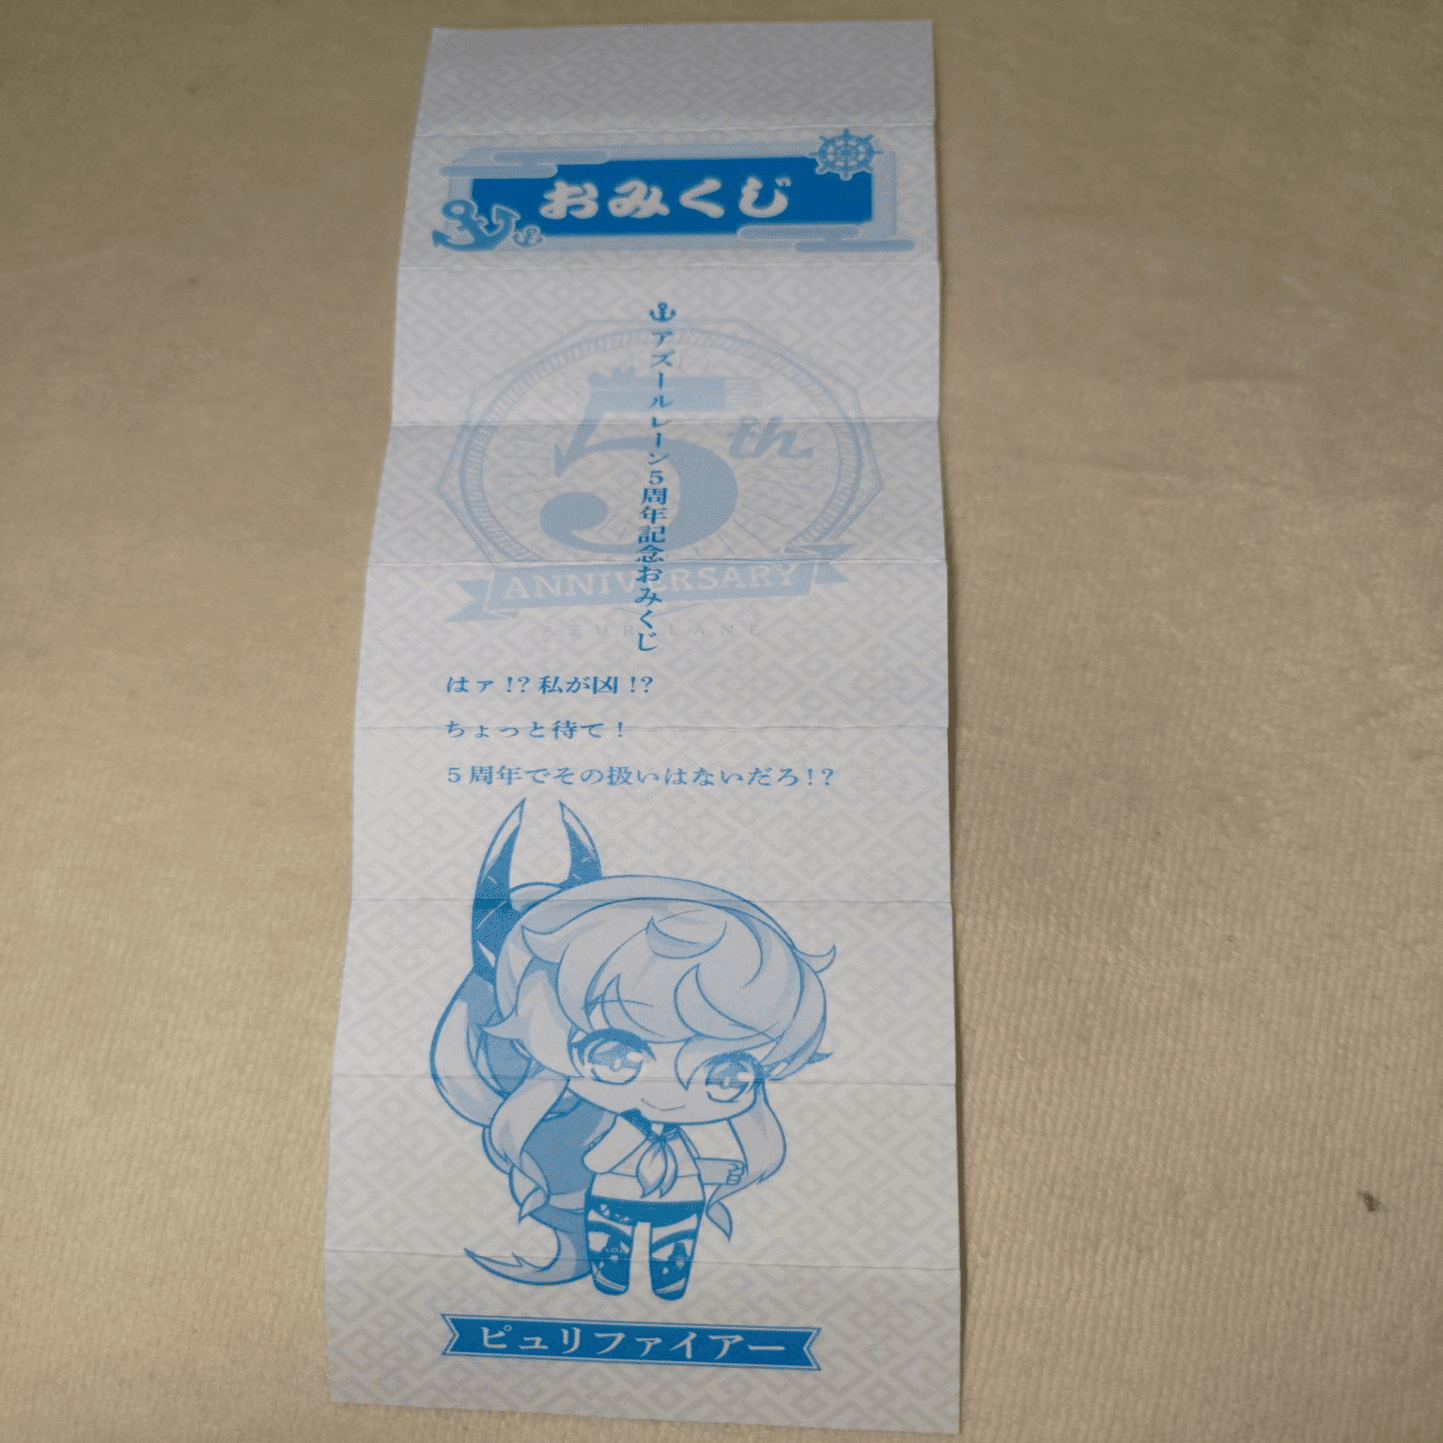 おみくじ
アズールレーン5周年記念おみくじ
5th
ANNIVERSARY
AZUR LANE
はァ!?私が凶!?
ちょっと待て!
5周年でその扱いはないだろ!?
ピュリファイアー